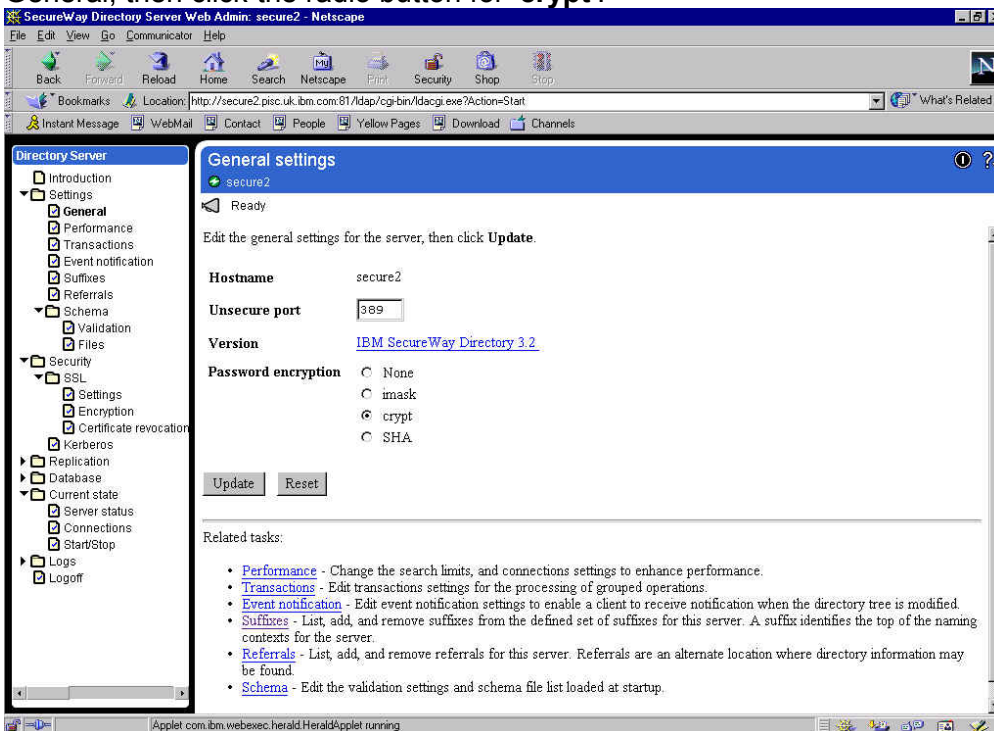 General, then click the radio button for 'crypt'.
SecureWay Directory Server Web Admin: secure2 - Netscape
File Edit View Go Communicator Help
Back Forward Reload Home Search Netscape Print Security Shop Stop
Bookmarks Location: http://secure2.pisc.uk.ibm.com:81/ldap/cgi-bin/ldacgi.exe?Action=Start What's Related
Instant Message WebMail Contact People Yellow Pages Download Channels
Directory Server
Introduction
Settings
General
Performance
Transactions
Event notification
Suffixes
Referrals
Schema
Validation
Files
Security
SSL
Settings
Encryption
Certificate revocation
Kerberos
Replication
Database
Current state
Server status
Connections
Start/Stop
Logs
Logoff
General settings
secure2
Ready
Edit the general settings for the server, then click Update.
Hostname secure2
Unsecure port 389
Version IBM SecureWay Directory 3.2
Password encryption None
imask
crypt
SHA
Update Reset
Related tasks:
• Performance - Change the search limits, and connections settings to enhance performance.
• Transactions - Edit transactions settings for the processing of grouped operations.
• Event notification - Edit event notification settings to enable a client to receive notification when the directory tree is modified.
• Suffixes - List, add, and remove suffixes from the defined set of suffixes for this server. A suffix identifies the top of the naming
contexts for the server.
• Referrals - List, add, and remove referrals for this server. Referrals are an alternate location where directory information may
be found.
• Schema - Edit the validation settings and schema file list loaded at startup.
Applet com.ibm.webexec.herald.HeraldApplet running